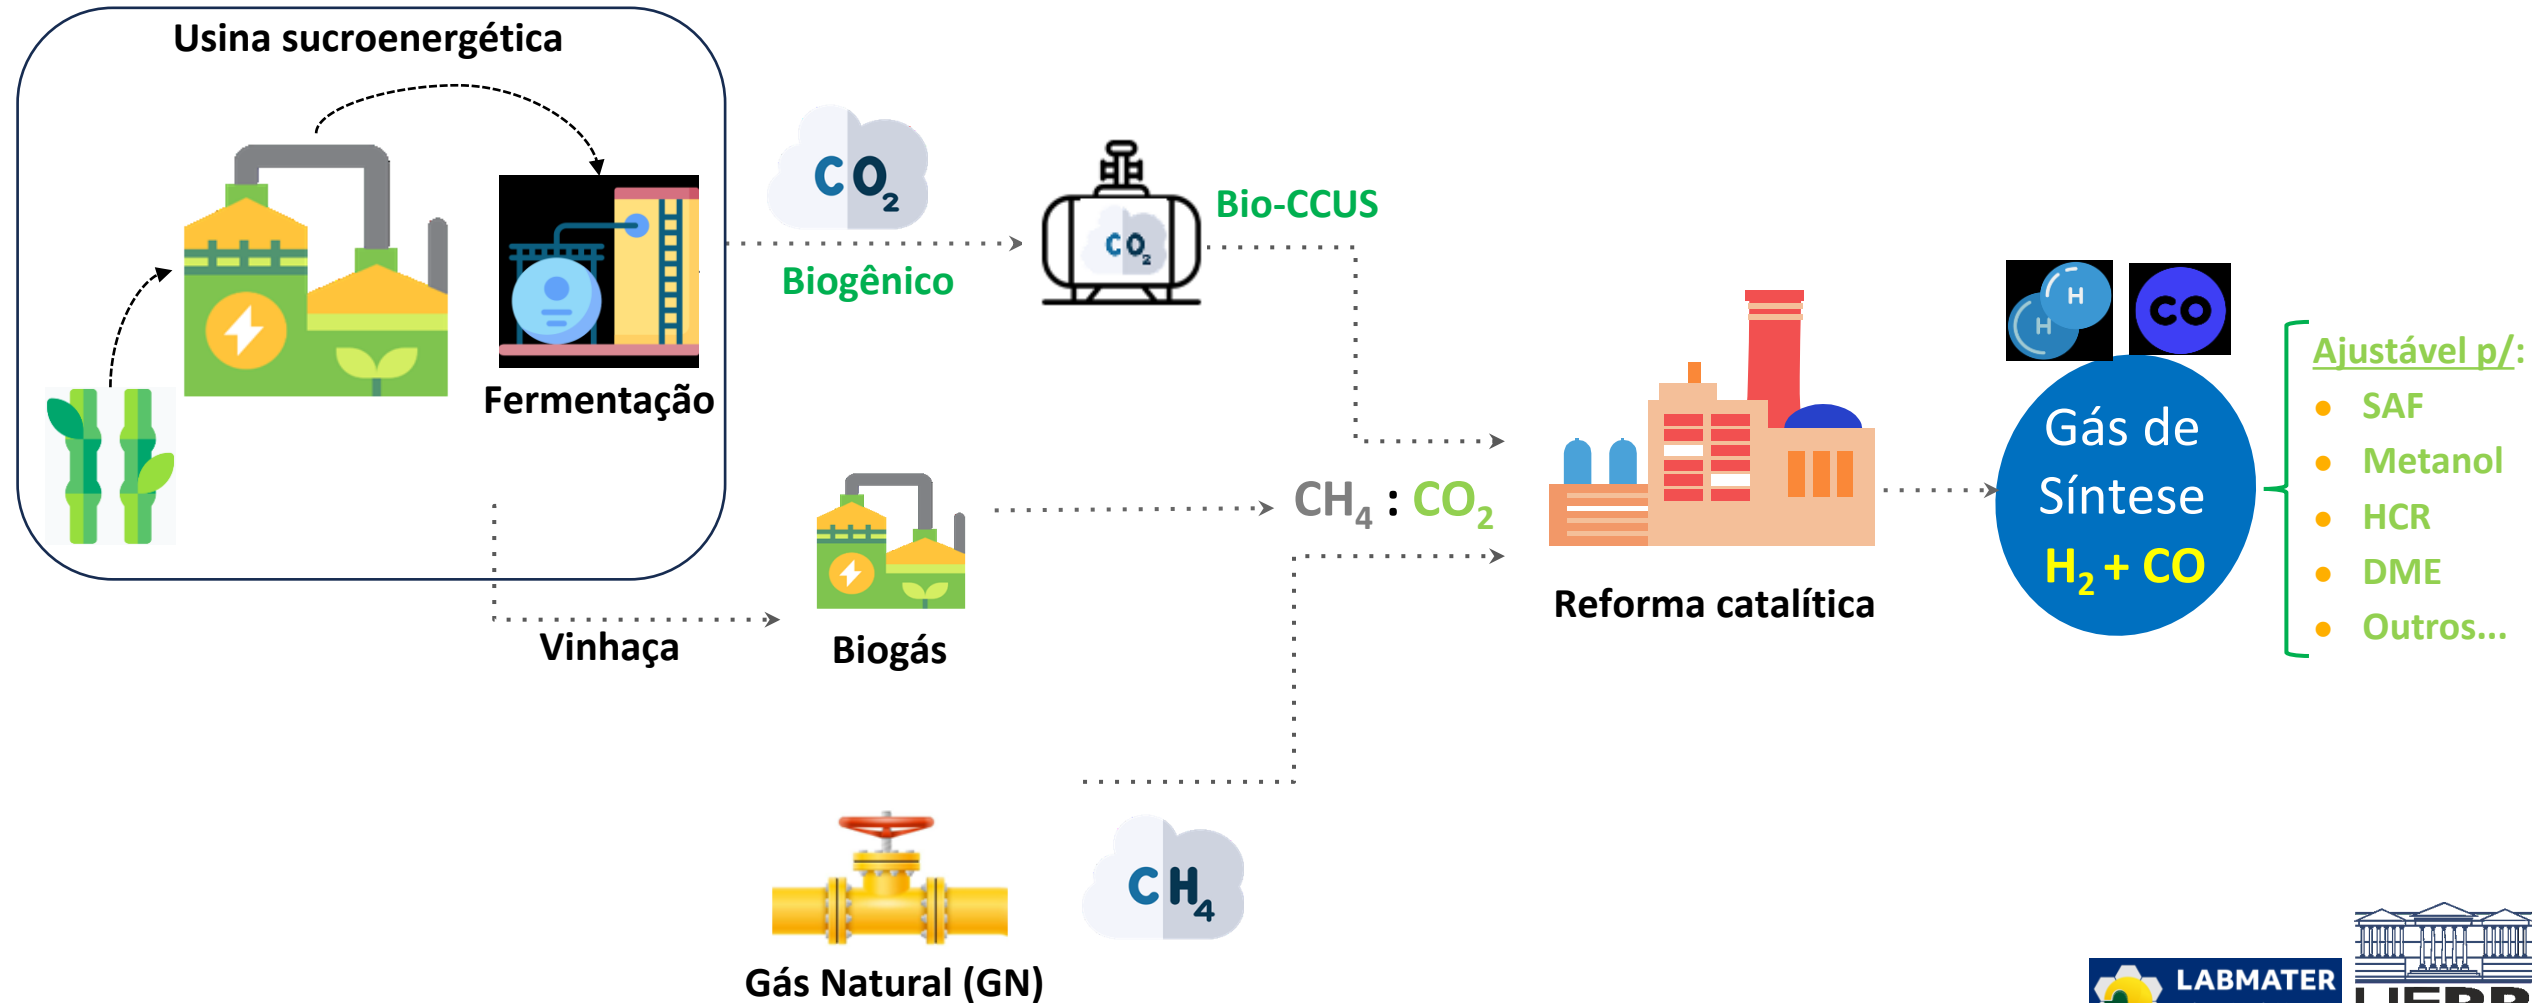 Usina sucroenergética
Fermentação
CO₂
Biogênico
CO₂
Bio-CCUS
Vinhaça
Biogás
CH₄ : CO₂
Gás Natural (GN)
CH₄
Reforma catalítica
H H
CO
Gás de
Síntese
H₂ + CO
Ajustável p/:
• SAF
• Metanol
• HCR
• DME
• Outros...
LABMATER